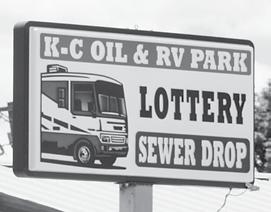 K-C OIL & RV PARK
LOTTERY
SEWER DROP